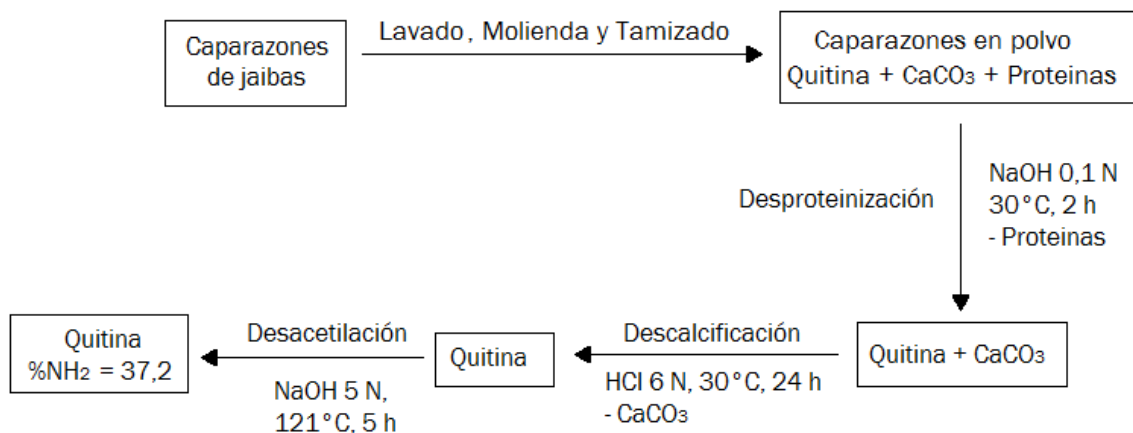 Caparazones
de jaibas
Lavado, Molienda y Tamizado
Caparazones en polvo
Quitina + CaCO₃ + Proteinas
Desproteinización
NaOH 0,1 N
30°C, 2 h
- Proteinas
Quitina + CaCO₃
Descalcificación
HCl 6 N, 30°C, 24 h
- CaCO₃
Quitina
Desacetilación
NaOH 5 N,
121°C, 5 h
Quitina
%NH₂ = 37,2